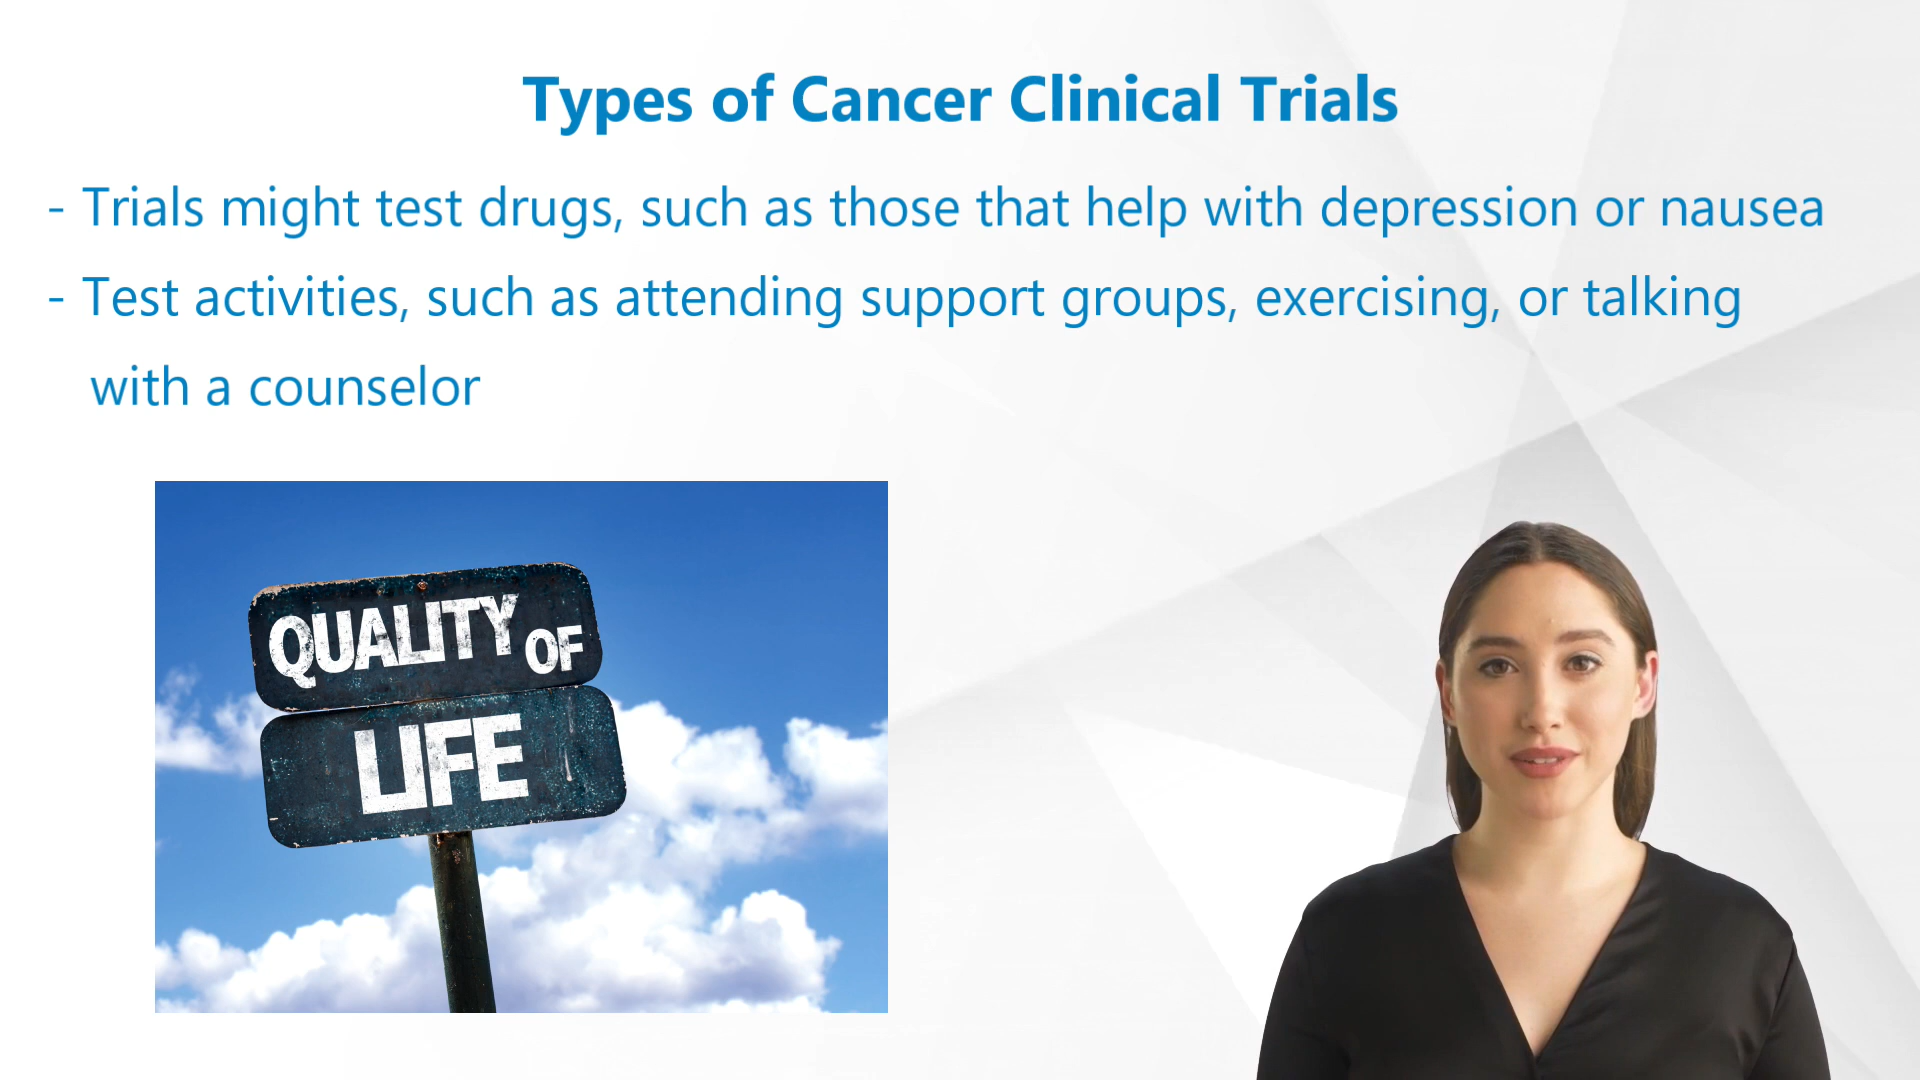 Types of Cancer Clinical Trials
- Trials might test drugs, such as those that help with depression or nausea
- Test activities, such as attending support groups, exercising, or talking
with a counselor
QUALITY OF
LIFE